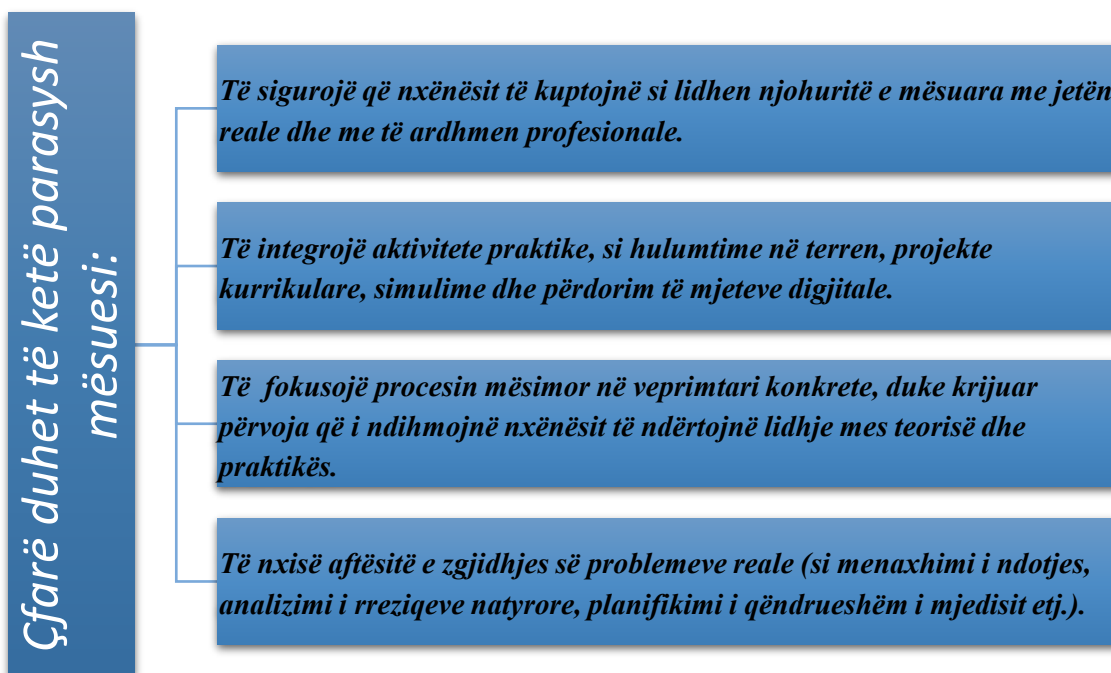 Çfarë duhet të ketë parasysh
mësuesi:
Të sigurojë që nxënësit të kuptojnë si lidhen njohuritë e mësuara me jetën
reale dhe me të ardhmen profesionale.
Të integrojë aktivitete praktike, si hulumtime në terren, projekte
kurrikulare, simulime dhe përdorim të mjeteve digjitale.
Të fokusojë procesin mësimor në veprimtari konkrete, duke krijuar
përvoja që i ndihmojnë nxënësit të ndërtojnë lidhje mes teorisë dhe
praktikës.
Të nxisë aftësitë e zgjidhjes së problemeve reale (si menaxhimi i ndotjes,
analizimi i rreziqeve natyrore, planifikimi i qëndrueshëm i mjedisit etj.).